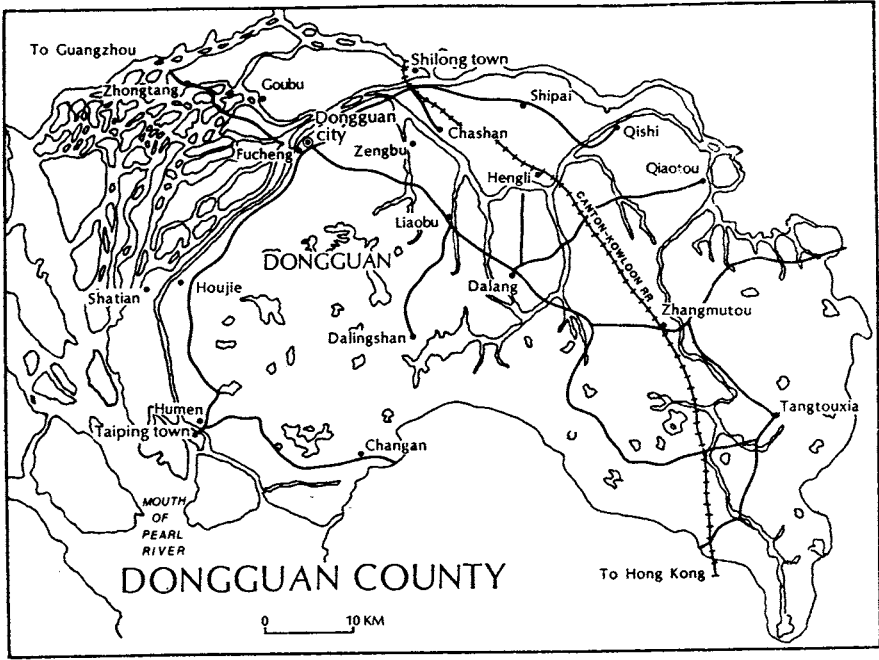 To Guangzhou
Shilong town
Zhongtang
Goubu
Shipai
Dongguan
city
Chashan
Qishi
Fucheng
Zengbu
Hengli
Qiaotou
CANTON-KOWLOON RR
Liaobu
DONGGUAN
Dalang
Shatian
Houjie
Zhangmutou
Dalingshan
Humen
Tangtouxia
Taiping town
Changan
MOUTH
OF
PEARL
RIVER
DONGGUAN COUNTY
To Hong Kong
0 10 KM